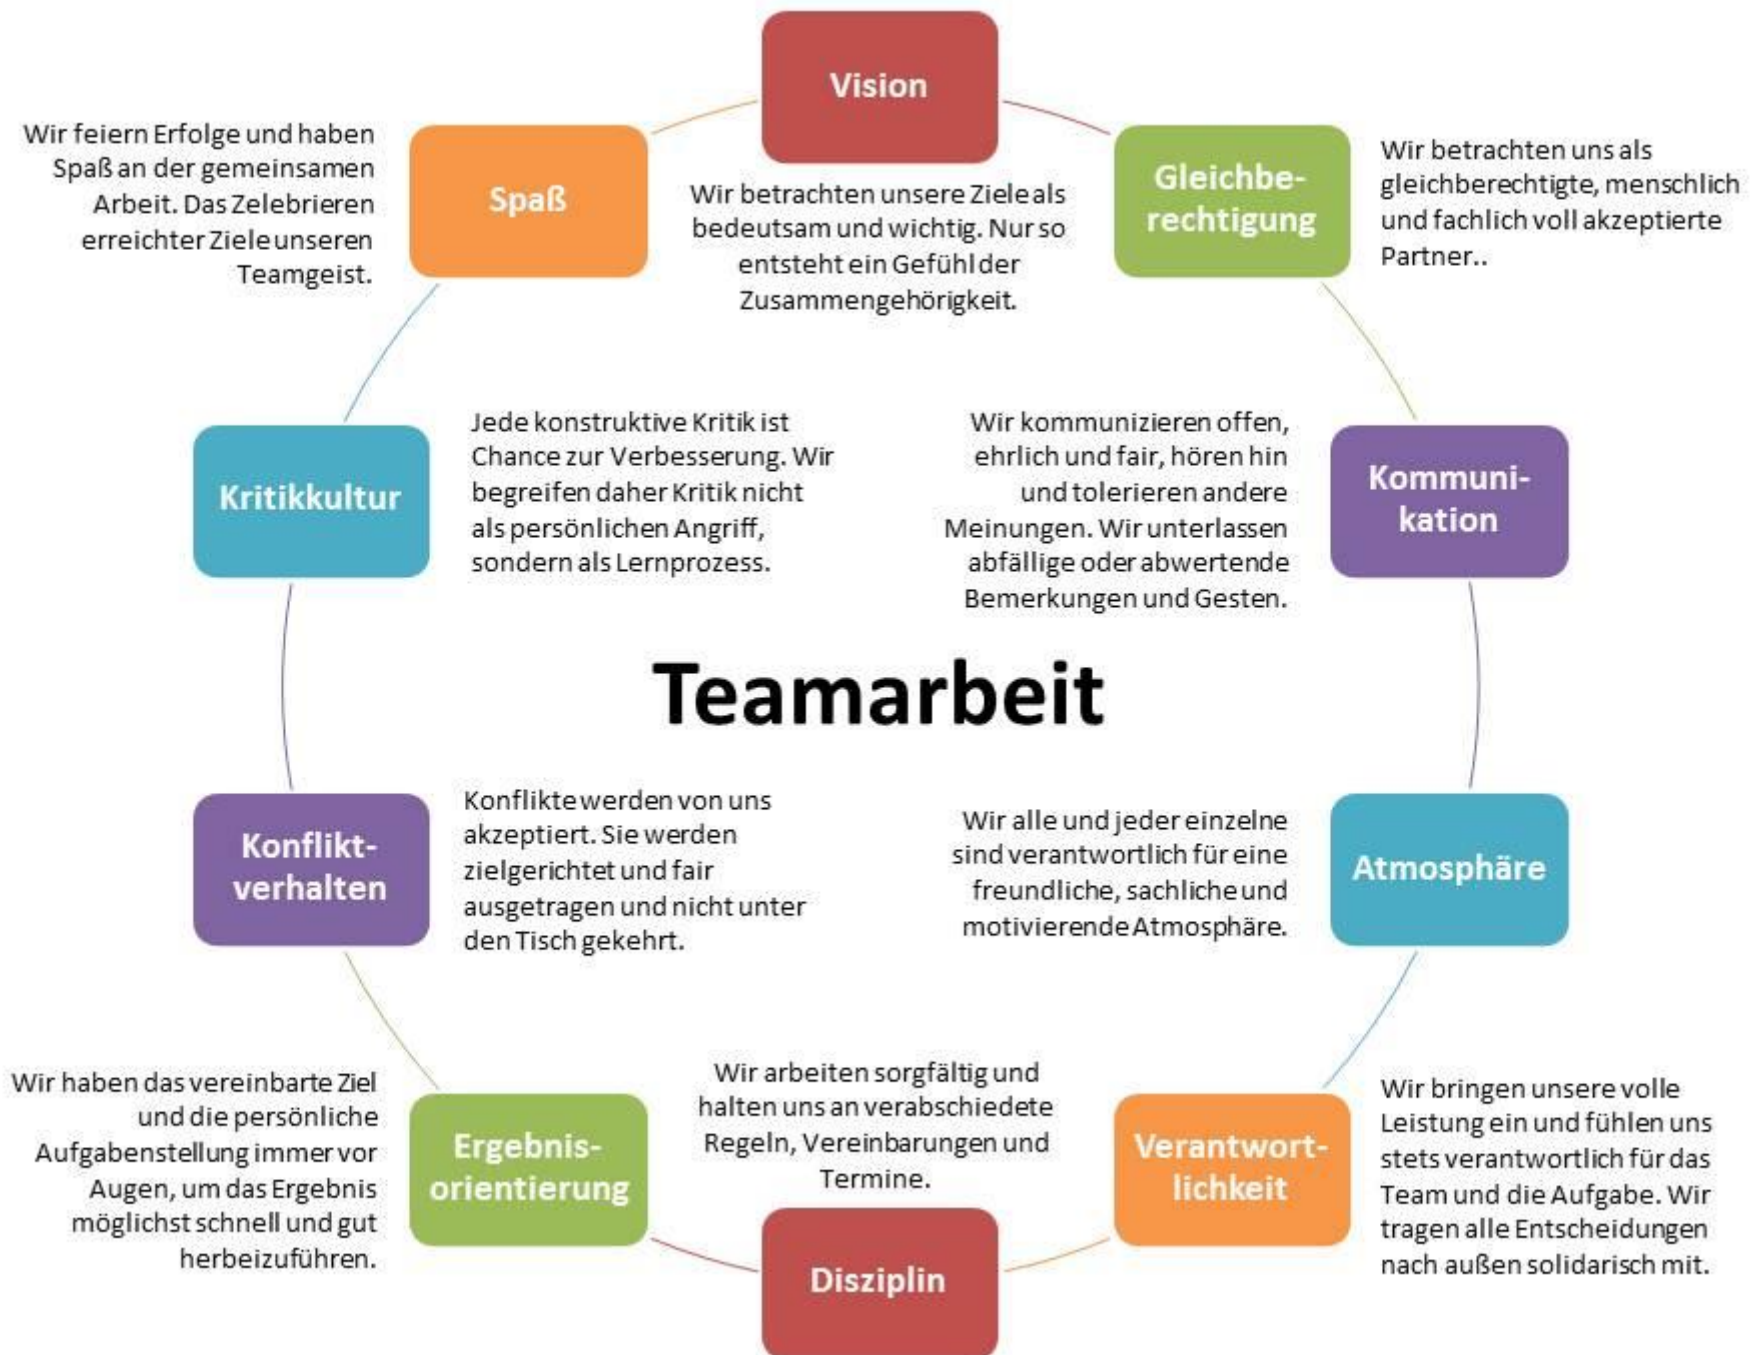 Vision
Wir betrachten unsere Ziele als
bedeutsam und wichtig. Nur so
entsteht ein Gefühl der
Zusammengehörigkeit.
Gleichbe-
rechtigung
Wir betrachten uns als
gleichberechtigte, menschlich
und fachlich voll akzeptierte
Partner..
Kommuni-
kation
Wir kommunizieren offen,
ehrlich und fair, hören hin
und tolerieren andere
Meinungen. Wir unterlassen
abfällige oder abwertende
Bemerkungen und Gesten.
Atmosphäre
Wir alle und jeder einzelne
sind verantwortlich für eine
freundliche, sachliche und
motivierende Atmosphäre.
Verantwort-
lichkeit
Wir bringen unsere volle
Leistung ein und fühlen uns
stets verantwortlich für das
Team und die Aufgabe. Wir
tragen alle Entscheidungen
nach außen solidarisch mit.
Wir arbeiten sorgfältig und
halten uns an verabschiedete
Regeln, Vereinbarungen und
Termine.
Disziplin
Ergebnis-
orientierung
Wir haben das vereinbarte Ziel
und die persönliche
Aufgabenstellung immer vor
Augen, um das Ergebnis
möglichst schnell und gut
herbeizuführen.
Konflikt-
verhalten
Konflikte werden von uns
akzeptiert. Sie werden
zielgerichtet und fair
ausgetragen und nicht unter
den Tisch gekehrt.
Kritikkultur
Jede konstruktive Kritik ist
Chance zur Verbesserung. Wir
begreifen daher Kritik nicht
als persönlichen Angriff,
sondern als Lernprozess.
Spaß
Wir feiern Erfolge und haben
Spaß an der gemeinsamen
Arbeit. Das Zelebrieren
erreichter Ziele unseren
Teamgeist.
Teamarbeit